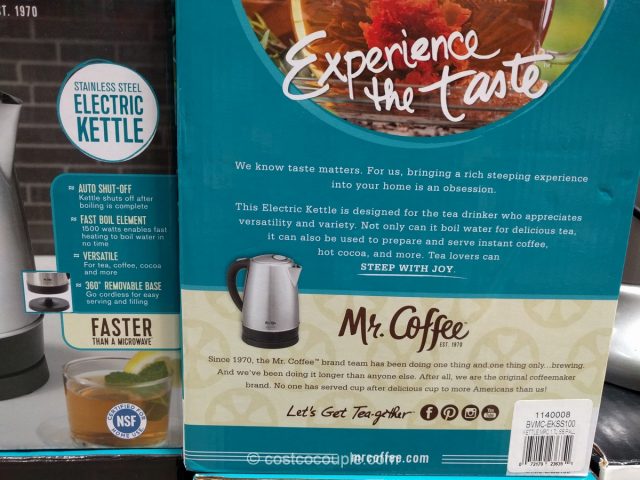 ST. 1970
STAINLESS STEEL
ELECTRIC
KETTLE
AUTO SHUT-OFF
Kettle shuts off after
boiling is complete
FAST BOIL ELEMENT
1500 watts enables fast
heating to boil water in
no time
VERSATILE
For tea, coffee, cocoa
and more
360° REMOVABLE BASE
Go cordless for easy
serving and filling
FASTER
THAN A MICROWAVE
CERTIFIED FOR
NSF
HOME USE
Experience
the taste
We know taste matters. For us, bringing a rich steeping experience
into your home is an obsession.
This Electric Kettle is designed for the tea drinker who appreciates
versatility and variety. Not only can it boil water for delicious tea,
it can also be used to prepare and serve instant coffee,
hot cocoa, and more. Tea lovers can
STEEP WITH JOY.
Mr. Coffee
EST. 1970
Since 1970, the Mr. Coffee™ brand team has been doing one thing and one thing only...brewing.
And we've been doing it longer than anyone else. After all, we are the original coffeemaker
brand. No one has served cup after delicious cup to more Americans than us!
Let's Get Tea-gether
1140008
BVMC-EKSS100
mrcoffee.com
© costcocouple.com